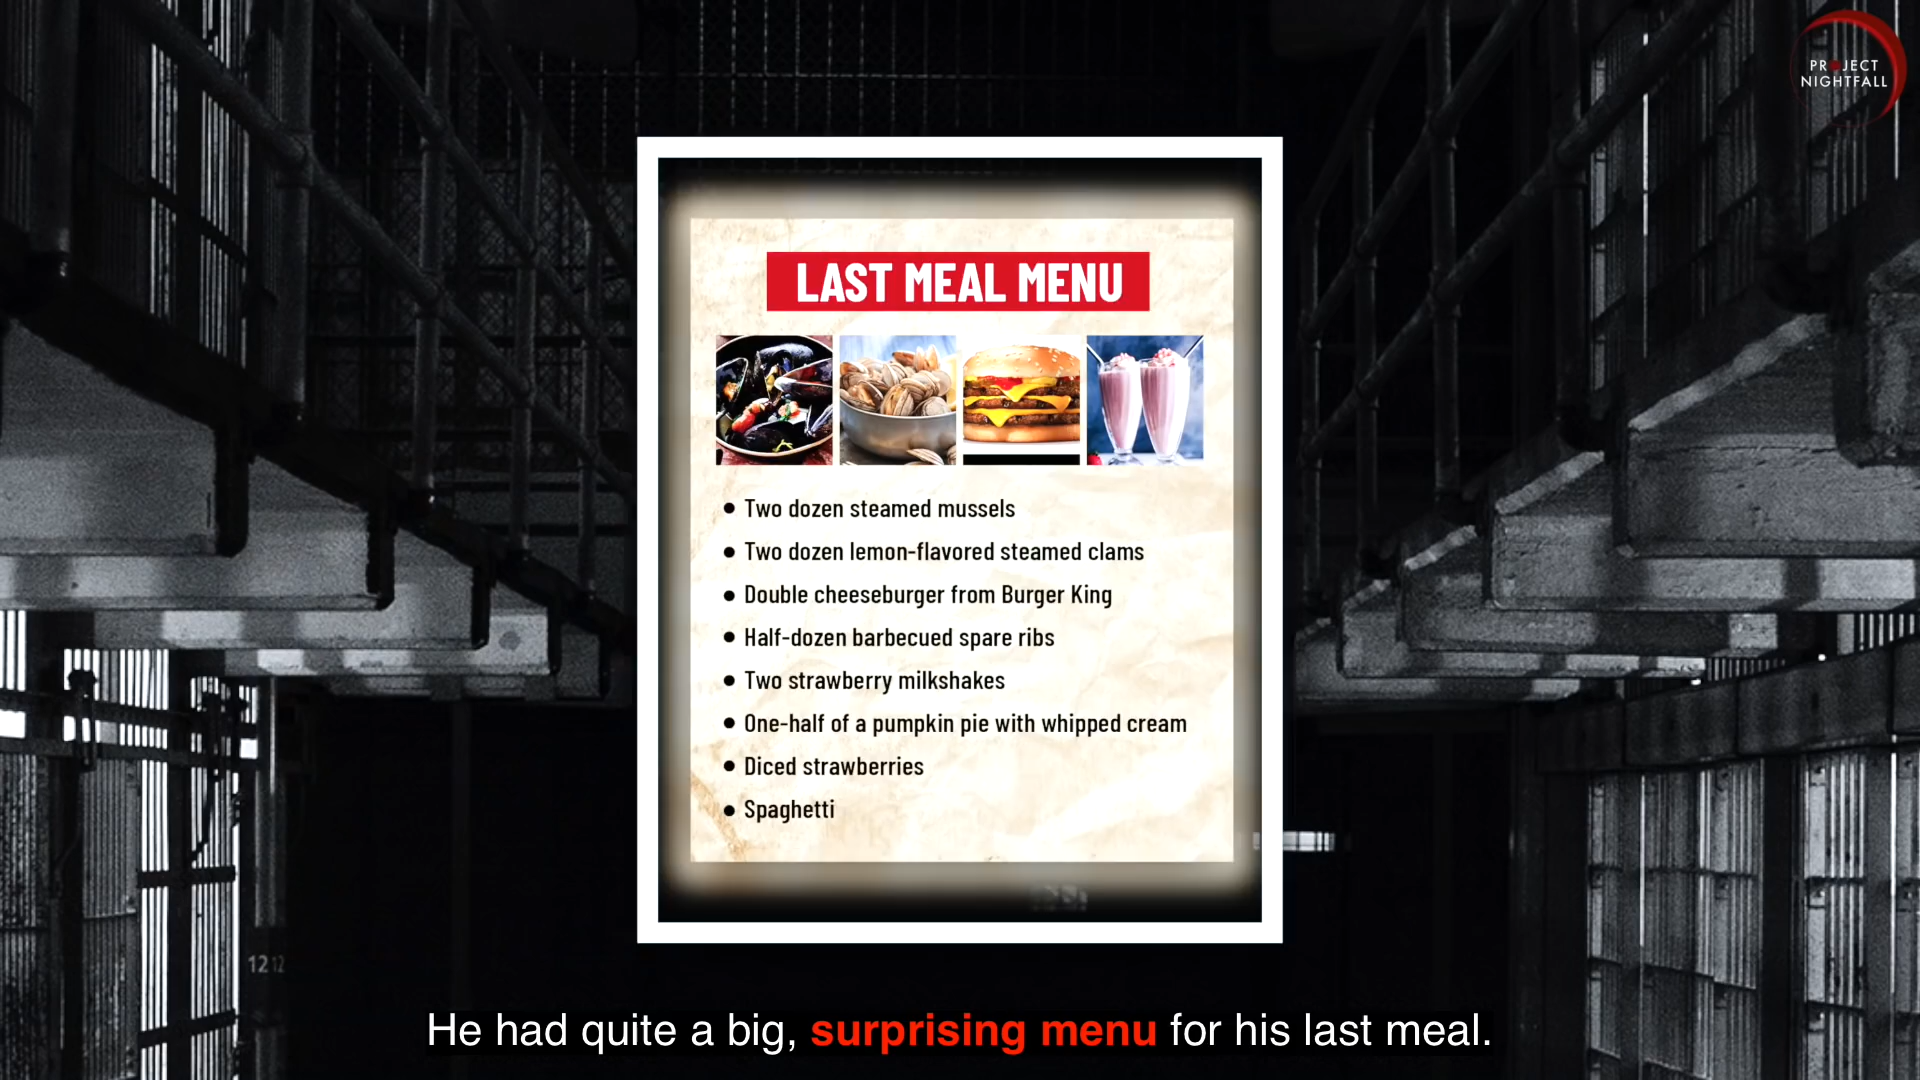 PROJECT
NIGHTFALL
LAST MEAL MENU
• Two dozen steamed mussels
• Two dozen lemon-flavored steamed clams
• Double cheeseburger from Burger King
• Half-dozen barbecued spare ribs
• Two strawberry milkshakes
• One-half of a pumpkin pie with whipped cream
• Diced strawberries
• Spaghetti
12 12
He had quite a big, surprising menu for his last meal.